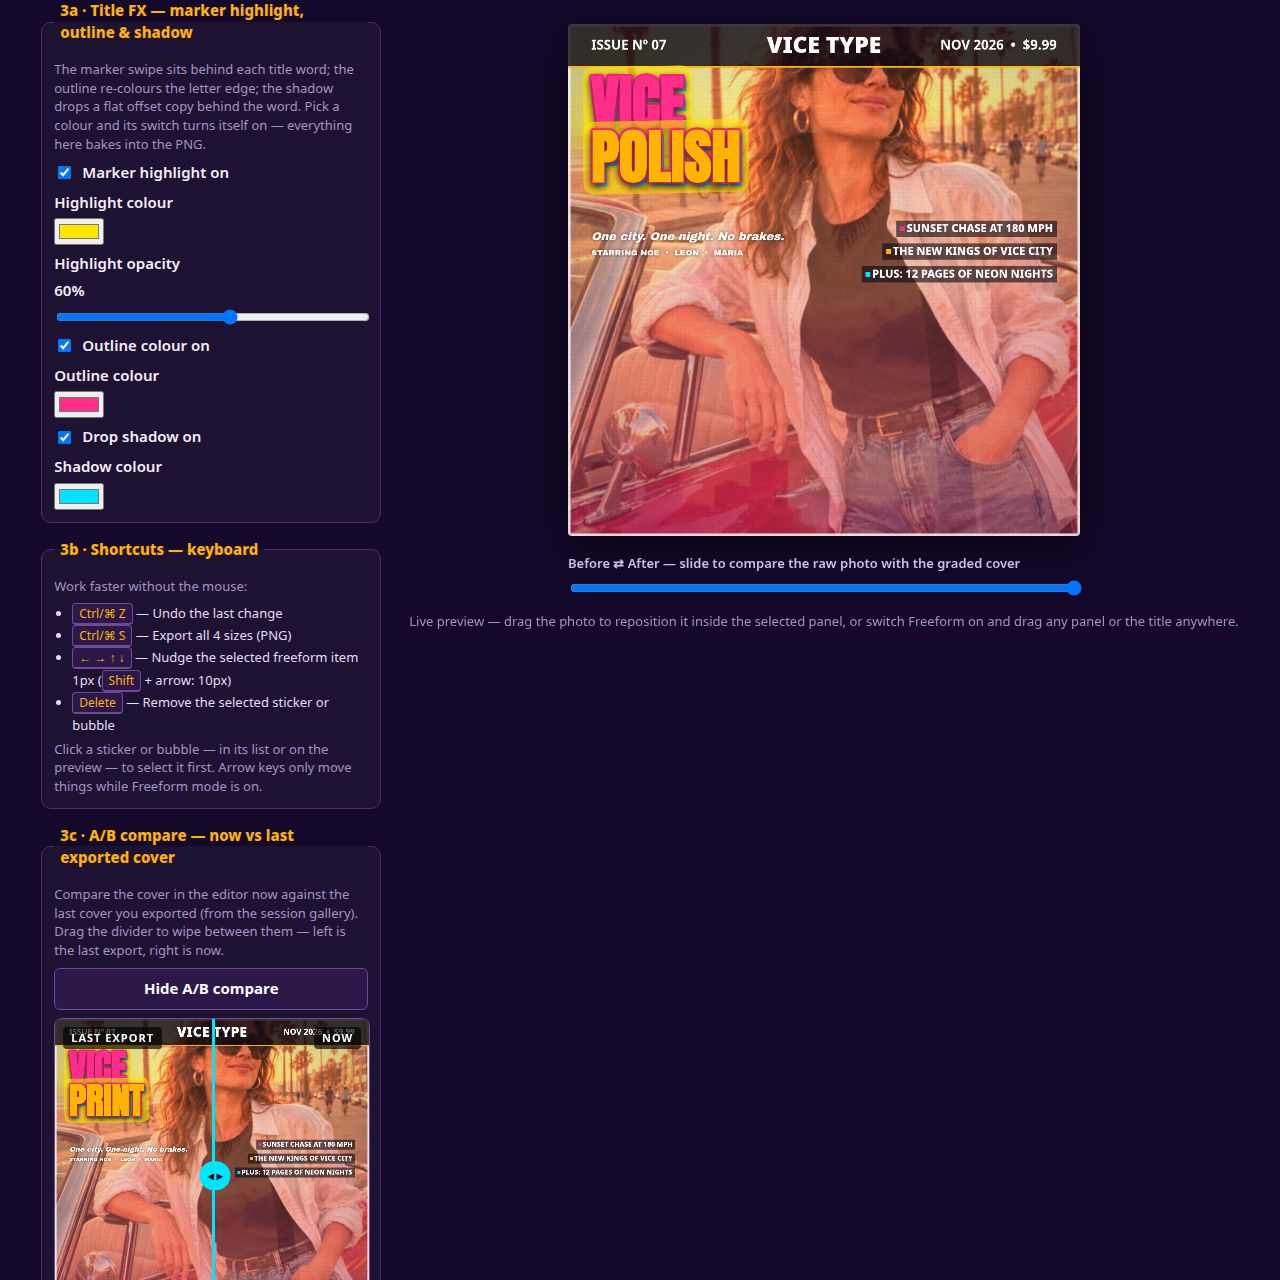 3a · Title FX — marker highlight,
outline & shadow
The marker swipe sits behind each title word; the
outline re-colours the letter edge; the shadow
drops a flat offset copy behind the word. Pick a
colour and its switch turns itself on — everything
here bakes into the PNG.
Marker highlight on
Highlight colour
Highlight opacity
60%
Outline colour on
Outline colour
Drop shadow on
Shadow colour
3b · Shortcuts — keyboard
Work faster without the mouse:
Ctrl/⌘ Z — Undo the last change
Ctrl/⌘ S — Export all 4 sizes (PNG)
← → ↑ ↓ — Nudge the selected freeform item
1px (Shift + arrow: 10px)
Delete — Remove the selected sticker or
bubble
Click a sticker or bubble — in its list or on the
preview — to select it first. Arrow keys only move
things while Freeform mode is on.
3c · A/B compare — now vs last
exported cover
Compare the cover in the editor now against the
last cover you exported (from the session gallery).
Drag the divider to wipe between them — left is
the last export, right is now.
Hide A/B compare
ISSUE Nº 07 VICE TYPE NOV 2026 • $9.99
LAST EXPORT NOW
VICE
PRINT
One city. One night. No brakes.
STARRING NOE • LEON • MARIA
SUNSET CHASE AT 180 MPH
THE NEW KINGS OF VICE CITY
PLUS: 12 PAGES OF NEON NIGHTS
ISSUE Nº 07 VICE TYPE NOV 2026 • $9.99
VICE
POLISH
One city. One night. No brakes.
STARRING NOE • LEON • MARIA
SUNSET CHASE AT 180 MPH
THE NEW KINGS OF VICE CITY
PLUS: 12 PAGES OF NEON NIGHTS
Before ⇄ After — slide to compare the raw photo with the graded cover
Live preview — drag the photo to reposition it inside the selected panel, or switch Freeform on and drag any panel or the title anywhere.